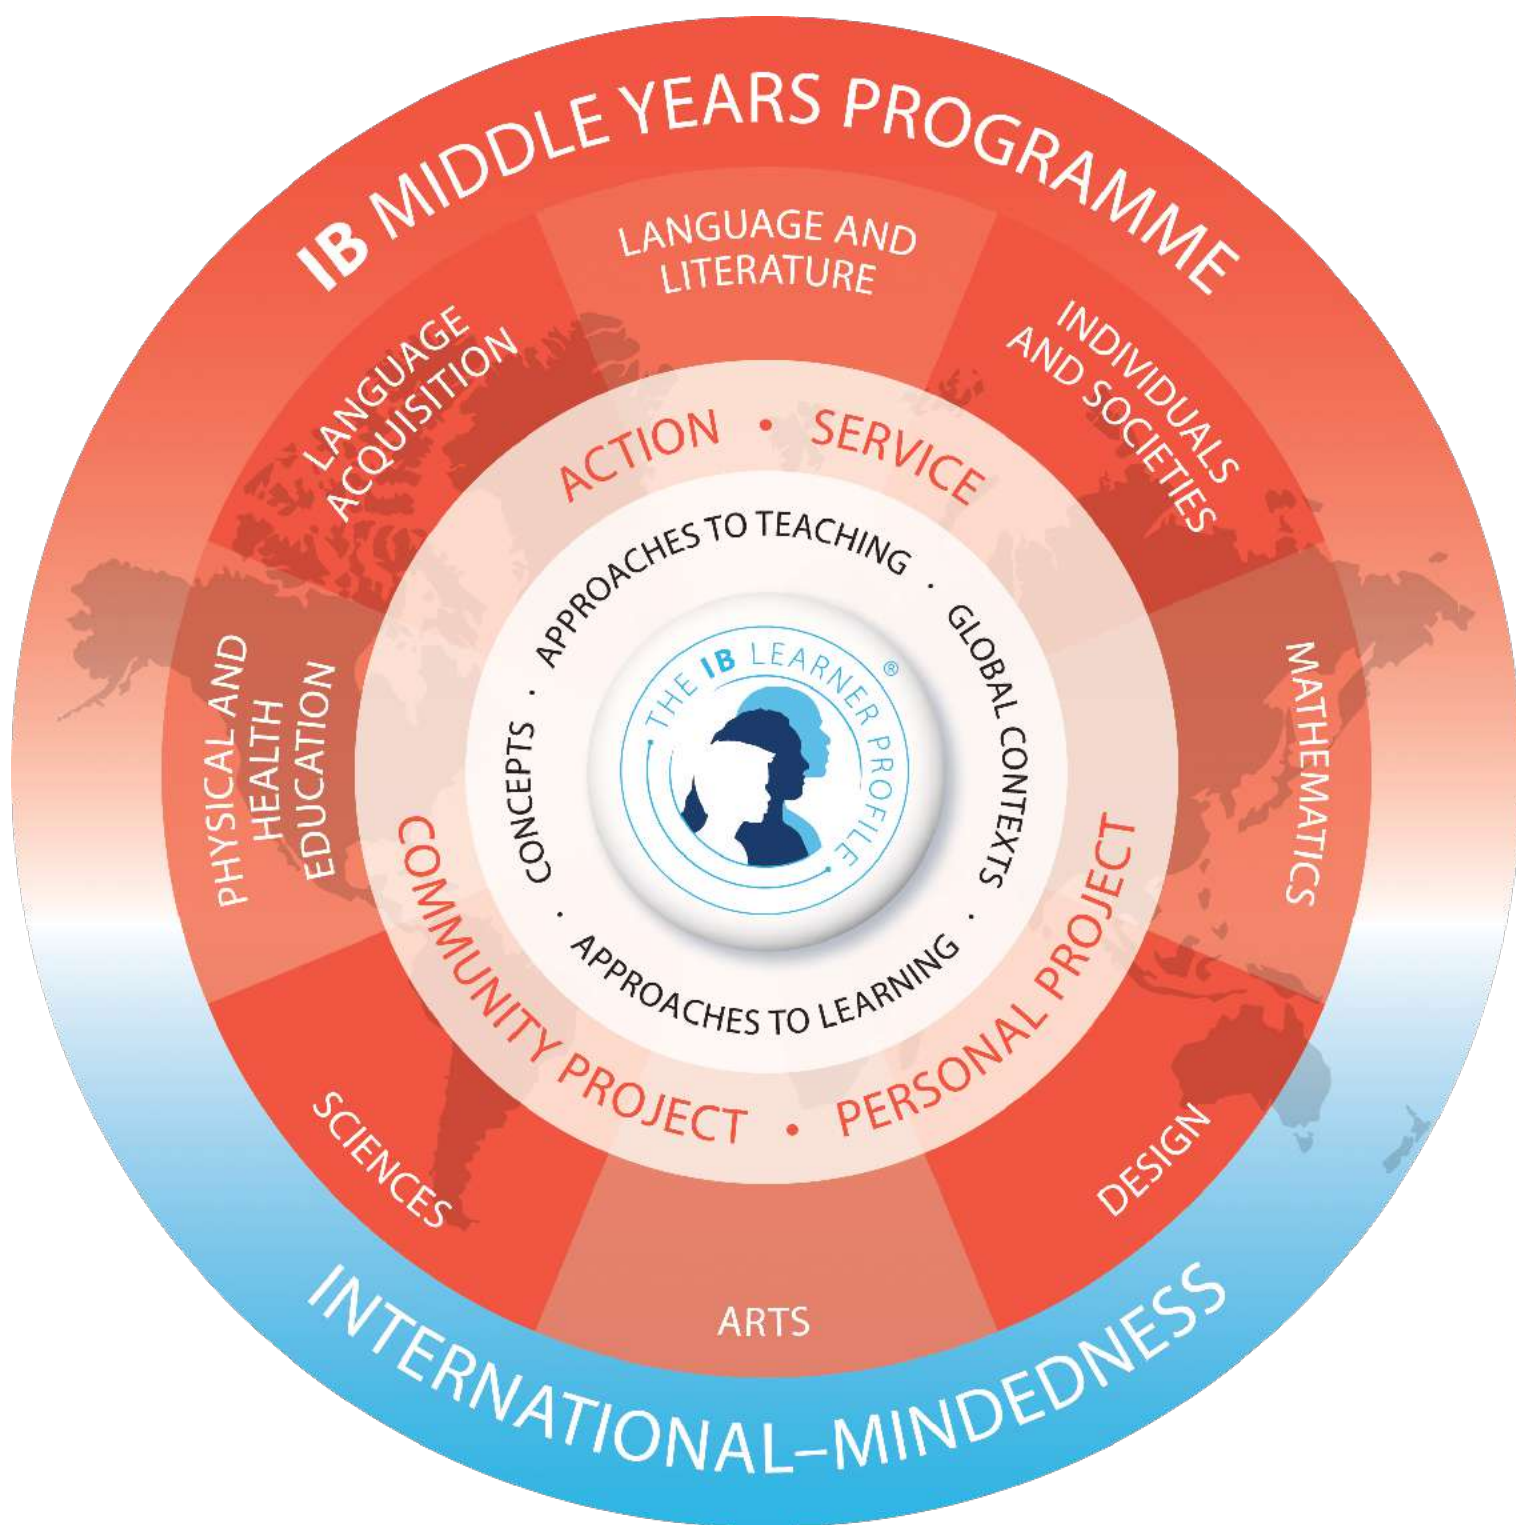 IB MIDDLE YEARS PROGRAMME
LANGUAGE AND
LITERATURE
INDIVIDUALS
AND SOCIETIES
MATHEMATICS
DESIGN
ARTS
SCIENCES
PHYSICAL AND
HEALTH
EDUCATION
LANGUAGE
ACQUISITION
ACTION • SERVICE
COMMUNITY PROJECT • PERSONAL PROJECT
APPROACHES TO TEACHING •
GLOBAL CONTEXTS •
APPROACHES TO LEARNING •
CONCEPTS •
THE IB LEARNER PROFILE ®
INTERNATIONAL–MINDEDNESS